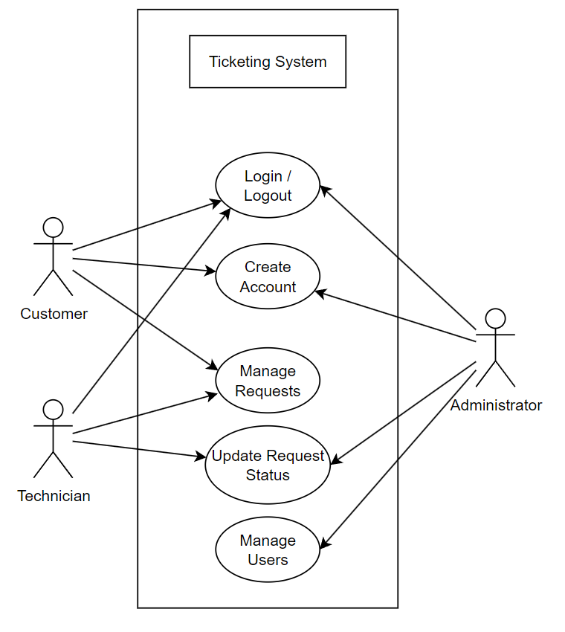 Ticketing System
Login /
Logout
Create
Account
Customer
Manage
Requests
Administrator
Update Request
Status
Technician
Manage
Users